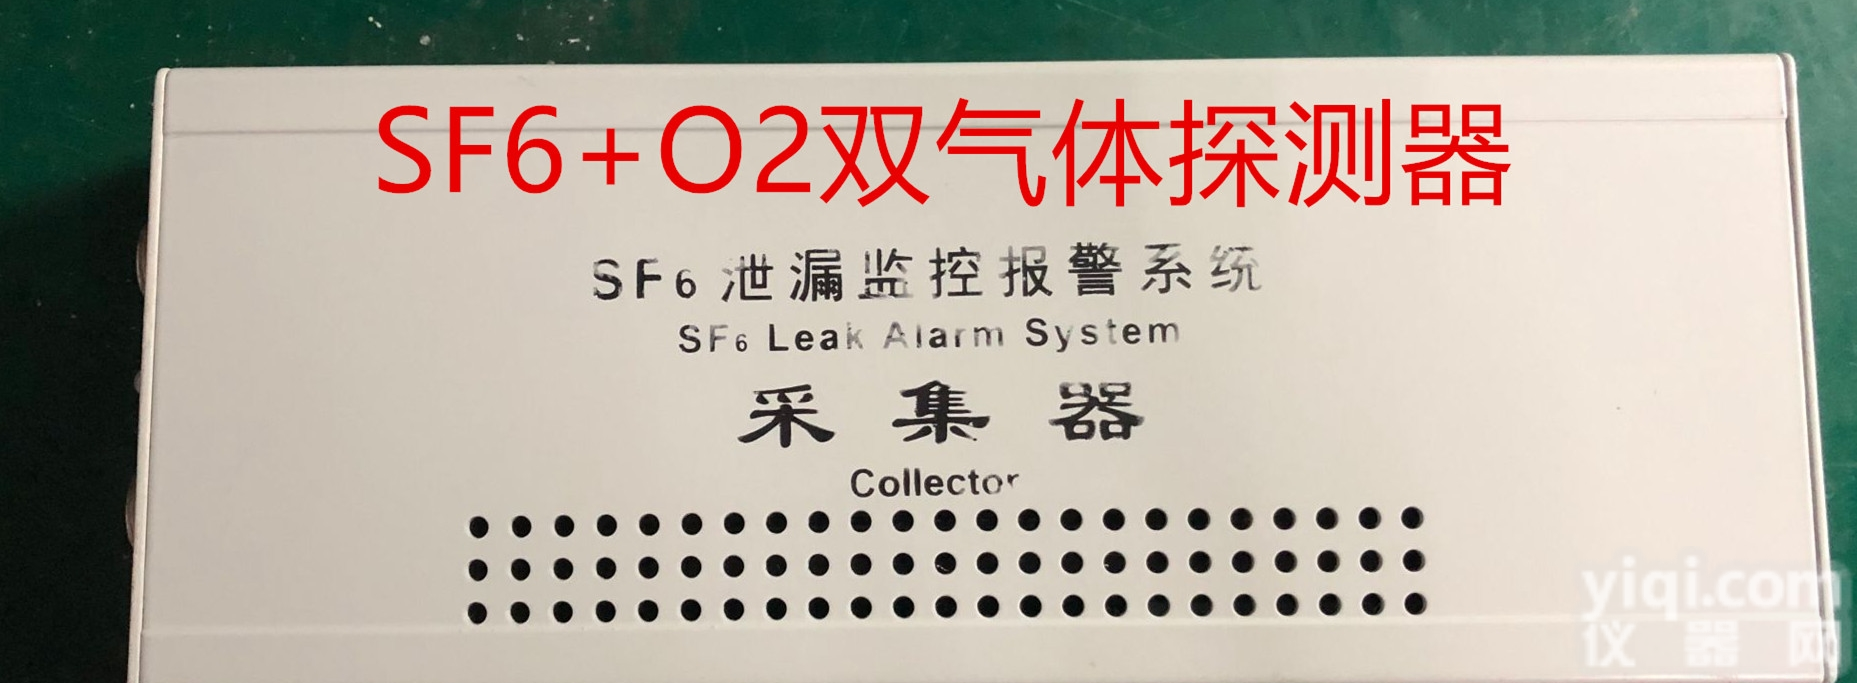 SF6+O2双气体探测器
SF6 泄漏监控报警系统
SF6 Leak Alarm System
采集器
Collector
yiqi.com
仪器网